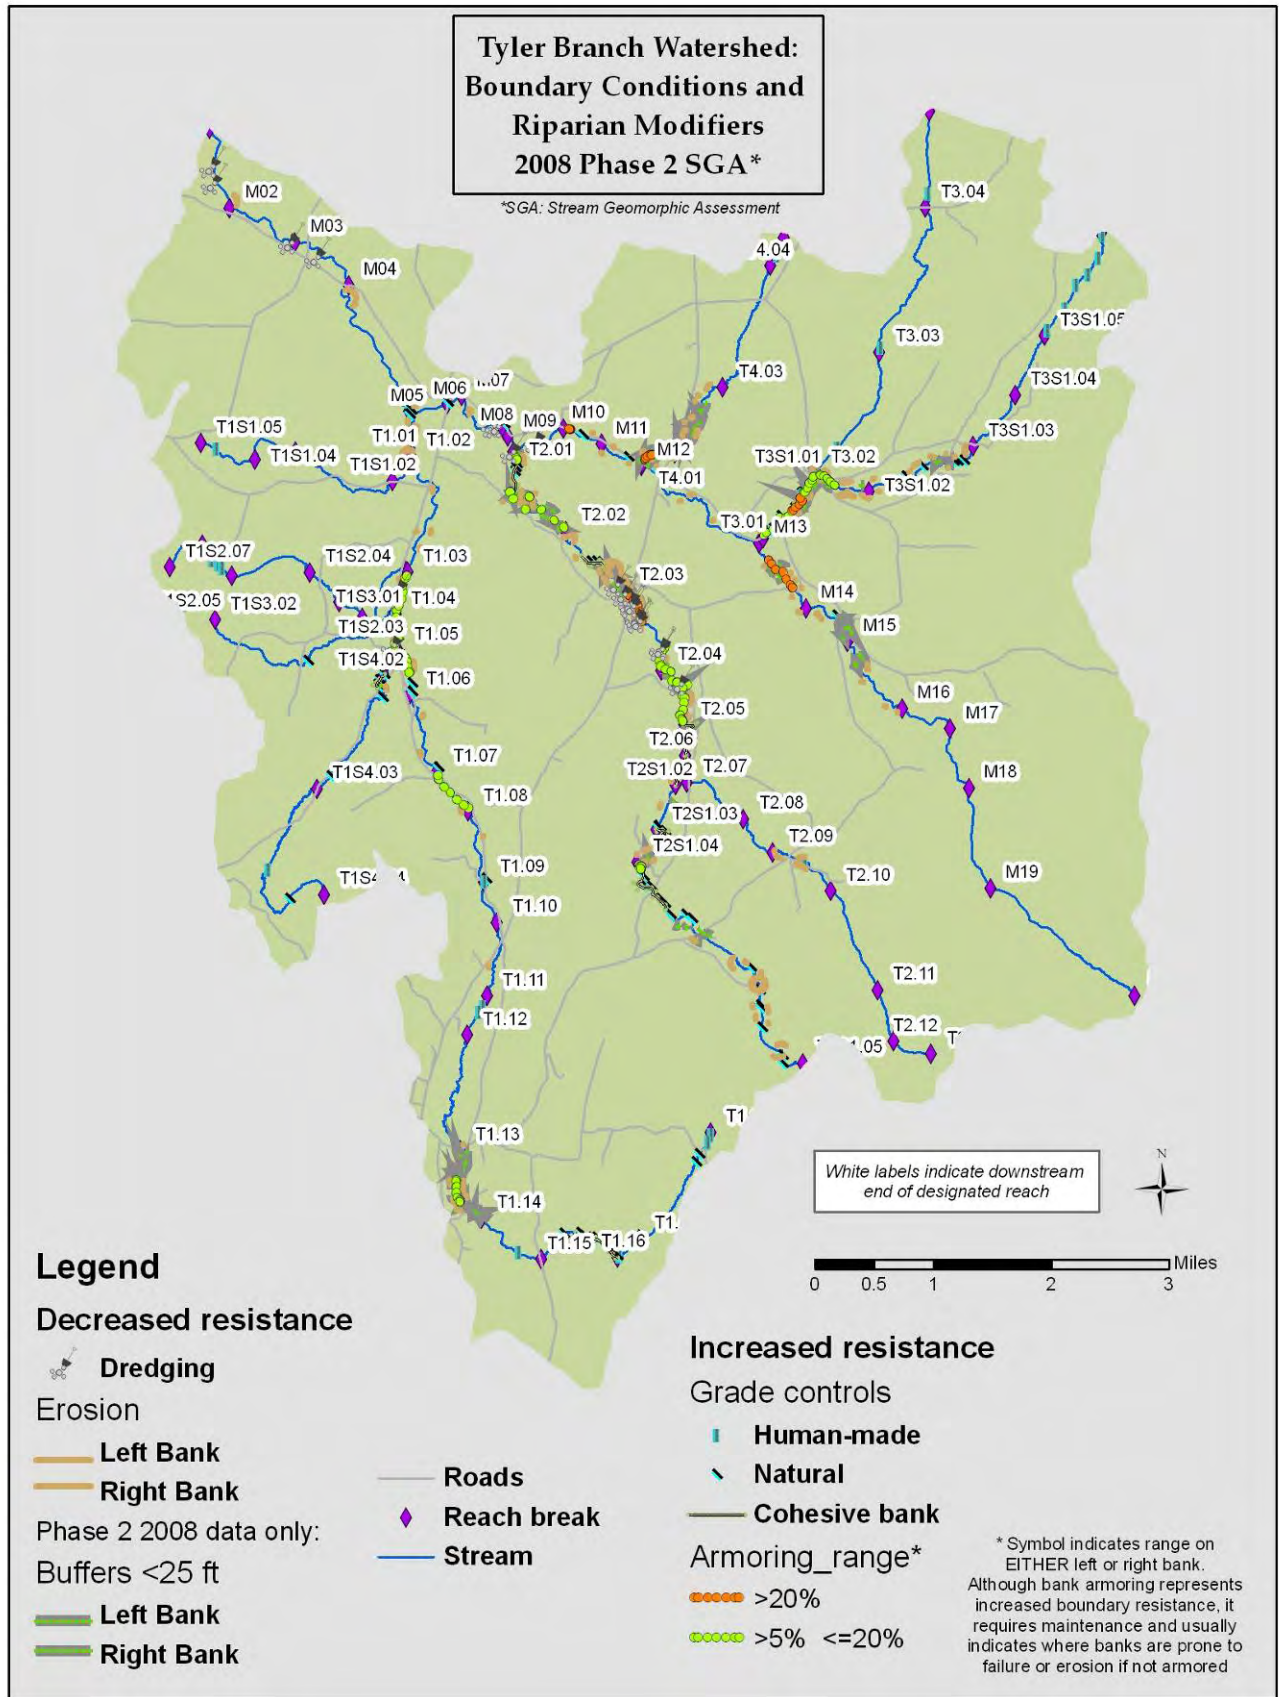 Tyler Branch Watershed:
Boundary Conditions and
Riparian Modifiers
2008 Phase 2 SGA*
*SGA: Stream Geomorphic Assessment
M02
T3.04
M03
4.04
M04
T3S1.05
T3.03
T4.03
T3S1.04
M05
M06
M07
M08
M09
M10
M11
T1S1.05
T1.01
T1.02
T2.01
M12
T3S1.03
T1S1.04
T1S1.02
T4.01
T3S1.01
T3.02
T3S1.02
T2.02
T3.01
M13
T1S2.07
T1S2.04
T1.03
T2.03
1S2.05
T1S3.02
T1S3.01
T1.04
M14
T1S2.03
T1.05
M15
T1S4.02
T1.06
T2.04
T2.05
M16
M17
T2.06
T1S4.03
T1.07
T2S1.02
T2.07
M18
T1.08
T2S1.03
T2.08
T2S1.04
T2.09
T1S4.
T1.09
T2.10
M19
T1.10
T1.11
T2.11
T1.12
T2.12
1.05
T1.13
T1
T1.14
T1.
T1.15
T1.16
White labels indicate downstream
end of designated reach
N
Miles
0 0.5 1 2 3
Legend
Decreased resistance
Dredging
Erosion
Left Bank
Right Bank
Phase 2 2008 data only:
Buffers <25 ft
Left Bank
Right Bank
Roads
Reach break
Stream
Increased resistance
Grade controls
Human-made
Natural
Cohesive bank
Armoring_range*
>20%
>5% <=20%
* Symbol indicates range on
EITHER left or right bank.
Although bank armoring represents
increased boundary resistance, it
requires maintenance and usually
indicates where banks are prone to
failure or erosion if not armored